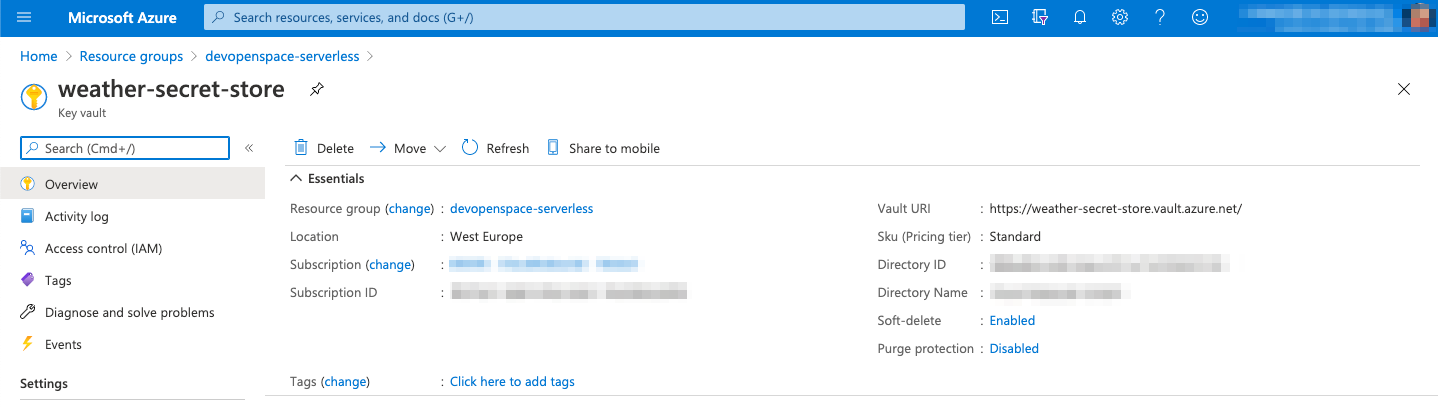 Microsoft Azure
Search resources, services, and docs (G+/)
Home > Resource groups > devopenspace-serverless >
weather-secret-store
Key vault
Search (Cmd+/)
«
Overview
Activity log
Access control (IAM)
Tags
Diagnose and solve problems
Events
Settings
Delete
Move
Refresh
Share to mobile
Essentials
Resource group (change) : devopenspace-serverless
Location : West Europe
Subscription (change) :
Subscription ID :
Tags (change) : Click here to add tags
Vault URI : https://weather-secret-store.vault.azure.net/
Sku (Pricing tier) : Standard
Directory ID :
Directory Name :
Soft-delete : Enabled
Purge protection : Disabled